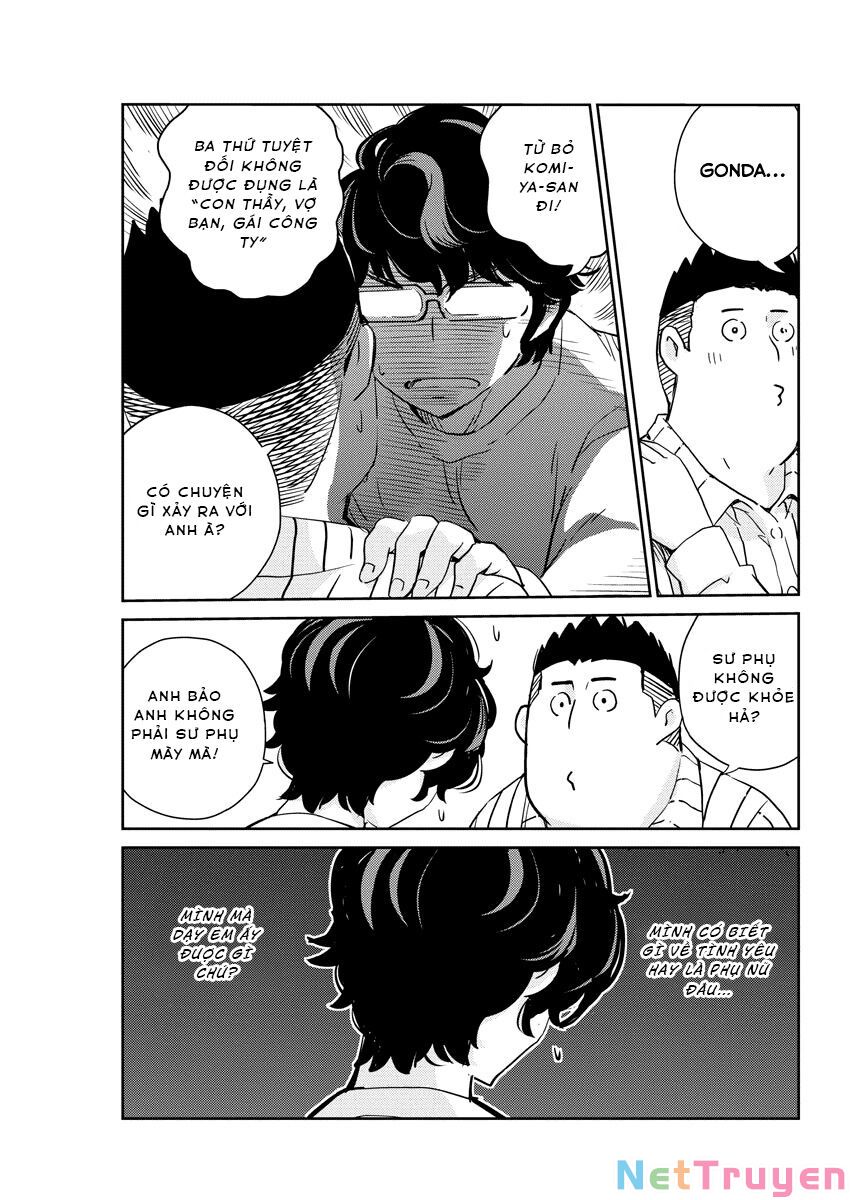 GONDA...
TỪ BỎ
KOMI-
YA-SAN
ĐI!
BA THỨ TUYỆT
ĐỐI KHÔNG
ĐƯỢC ĐỤNG LÀ
"CON THẦY, VỢ
BẠN, GÁI CÔNG
TY"
CÓ CHUYỆN
GÌ XẢY RA VỚI
ANH À?
SƯ PHỤ
KHÔNG
ĐƯỢC KHỎE
HẢ?
ANH BẢO
ANH KHÔNG
PHẢI SƯ PHỤ
MÀY MÀ!
MÌNH CÓ BIẾT
GÌ VỀ TÌNH YÊU
HAY LÀ PHỤ NỮ
ĐÂU...
MÌNH MÀ
DẠY EM ẤY
ĐƯỢC GÌ
CHỨ?
NetTruyen